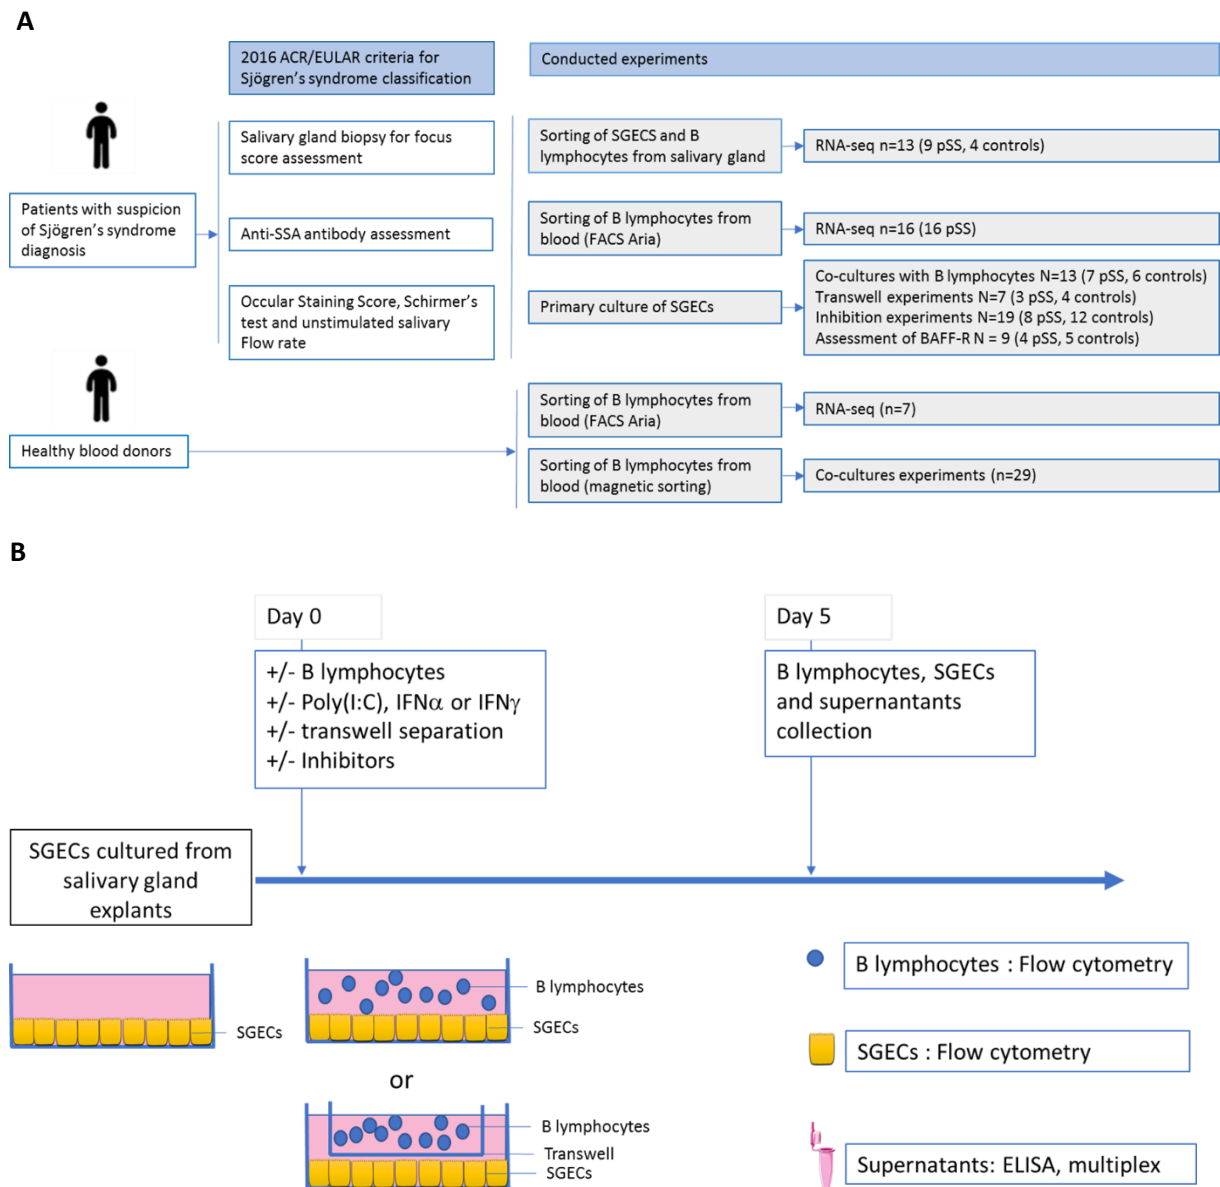 A
2016 ACR/EULAR criteria for
Sjögren's syndrome classification
Conducted experiments
Patients with suspicion
of Sjögren's syndrome
diagnosis
Salivary gland biopsy for focus
score assessment
Anti-SSA antibody assessment
Occular Staining Score, Schirmer's
test and unstimulated salivary
Flow rate
Sorting of SGECS and B
lymphocytes from salivary gland
RNA-seq n=13 (9 pSS, 4 controls)
Sorting of B lymphocytes from
blood (FACS Aria)
RNA-seq n=16 (16 pSS)
Primary culture of SGECs
Co-cultures with B lymphocytes N=13 (7 pSS, 6 controls)
Transwell experiments N=7 (3 pSS, 4 controls)
Inhibition experiments N=19 (8 pSS, 12 controls)
Assessment of BAFF-R N = 9 (4 pSS, 5 controls)
Healthy blood donors
Sorting of B lymphocytes from
blood (FACS Aria)
RNA-seq (n=7)
Sorting of B lymphocytes from
blood (magnetic sorting)
Co-cultures experiments (n=29)
B
Day 0
+/- B lymphocytes
+/- Poly(I:C), IFNα or IFNγ
+/- transwell separation
+/- Inhibitors
Day 5
B lymphocytes, SGECs
and supernantants
collection
SGECs cultured from
salivary gland
explants
SGECs
B lymphocytes
SGECs
or
B lymphocytes
Transwell
SGECs
B lymphocytes : Flow cytometry
SGECs : Flow cytometry
Supernatants: ELISA, multiplex